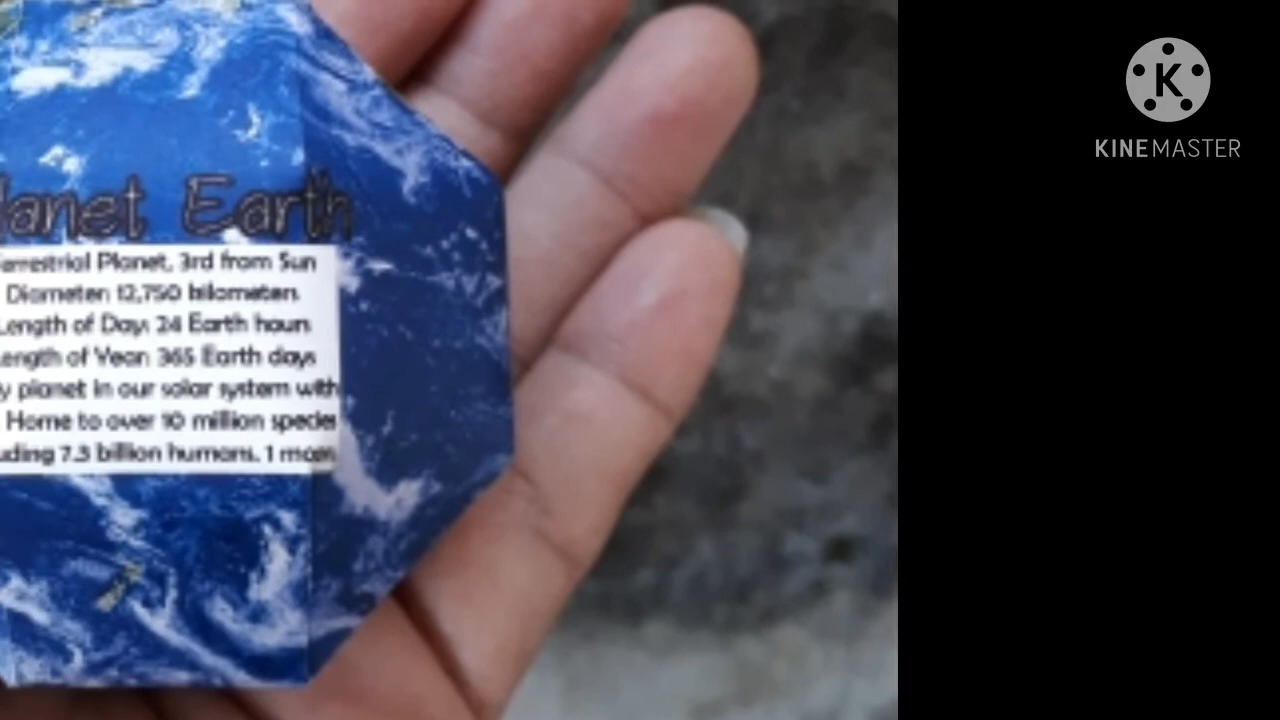 Planet Earth
Terrestrial Planet, 3rd from Sun
Diameter: 12,750 kilometers
Length of Day: 24 Earth hours
Length of Year: 365 Earth days
planet in our solar system with
Home to over 10 million species
7.3 billion humans. 1 moon
K
KINEMASTER